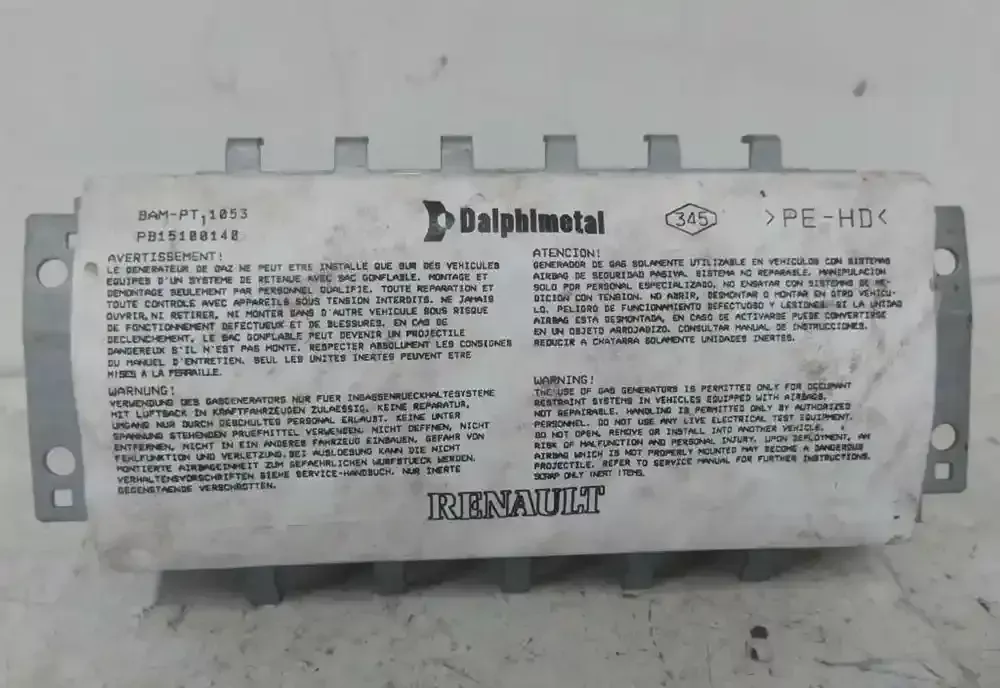 BAM-PT,1053
PB15100140
Dalphimetal
345
>PE-HD<
AVERTISSEMENT!
LE GENERATEUR DE GAZ NE PEUT ETRE INSTALLE QUE SUR DES VEHICULES
EQUIPES D'UN SYSTEME DE RETENUE AVEC SAC GONFLABLE. MONTAGE ET
DEMONTAGE SEULEMENT PAR PERSONNEL QUALIFIE. TOUTE REPARATION ET
TOUTE CONTROLE AVEC APPAREILS SOUS TENSION INTERDITS. NE JAMAIS
OUVRIR, NI RETIRER, NI MONTER DANS D'AUTRE VEHICULE SOUS RISQUE
DE FONCTIONNEMENT DEFECTUEUX ET DE BLESSURES. EN CAS DE
DECLENCHEMENT, LE SAC GONFLABLE PEUT DEVENIR UN PROJECTILE
DANGEREUX S'IL N'EST PAS MONTE. RESPECTER ABSOLUMENT LES CONSIGNES
DU MANUEL D'ENTRETIEN. SEUL LES UNITES INERTES PEUVENT ETRE
MISES A LA FERRAILLE.
ATENCION!
GENERADOR DE GAS SOLAMENTE UTILIZABLE EN VEHICULOS CON SISTEMAS
AIRBAG DE SEGURIDAD PASIVA. SISTEMA NO REPARABLE. MANIPULACION
SOLO POR PERSONAL ESPECIALIZADO, NO ENSAYAR CON SISTEMAS DE ME-
DICION CON TENSION. NO ABRIR, DESMONTAR O MONTAR EN OTRO VEHICU-
LO. PELIGRO DE FUNCIONAMIENTO DEFECTUOSO Y LESIONES. SI LA UNIDAD
AIRBAG ESTA DESMONTADA, EN CASO DE ACTIVARSE PUEDE CONVERTIRSE
EN UN OBJETO ARROJADIZO. CONSULTAR MANUAL DE INSTRUCCIONES.
REDUCIR A CHATARRA SOLAMENTE UNIDADES INERTES.
WARNUNG!
VERWENDUNG DES GASGENERATORS NUR FUER INSASSENRUECKHALTESYSTEME
MIT LUFTSACK IN KRAFTFAHRZEUGEN ZULAESSIG. KEINE REPARATUR,
UMGANG NUR DURCH GESCHULTES PERSONAL ERLAUBT. KEINE UNTER
SPANNUNG STEHENDEN PRUEFMITTEL VERWENDEN. NICHT OEFFNEN, NICHT
ENTFERNEN, NICHT IN EIN ANDERES FAHRZEUG EINBAUEN, GEFAHR VON
FEHLFUNKTION UND VERLETZUNG. BEI AUSLOESUNG KANN DIE NICHT
MONTIERTE AIRBAGEINHEIT ZUM GEFAEHRLICHEN WURFSTUECK WERDEN.
VERHALTENSVORSCHRIFTEN SIEHE SERVICE-HANDBUCH. NUR INERTE
GEGENSTAENDE VERSCHROTTEN.
WARNING!
THE USE OF GAS GENERATORS IS PERMITTED ONLY FOR OCCUPANT
RESTRAINT SYSTEMS IN VEHICLES EQUIPPED WITH AIRBAGS.
NOT REPAIRABLE. HANDLING IS PERMITTED ONLY BY AUTHORIZED
PERSONNEL. DO NOT USE ANY LIVE ELECTRICAL TEST EQUIPMENT.
DO NOT OPEN, REMOVE OR INSTALL INTO ANOTHER VEHICLE.
RISK OF MALFUNCTION AND PERSONAL INJURY. UPON DEPLOYMENT, AN
AIRBAG WHICH IS NOT PROPERLY MOUNTED MAY BECOME A DANGEROUS
PROJECTILE. REFER TO SERVICE MANUAL FOR FURTHER INSTRUCTIONS.
SCRAP ONLY INERT ITEMS.
RENAULT